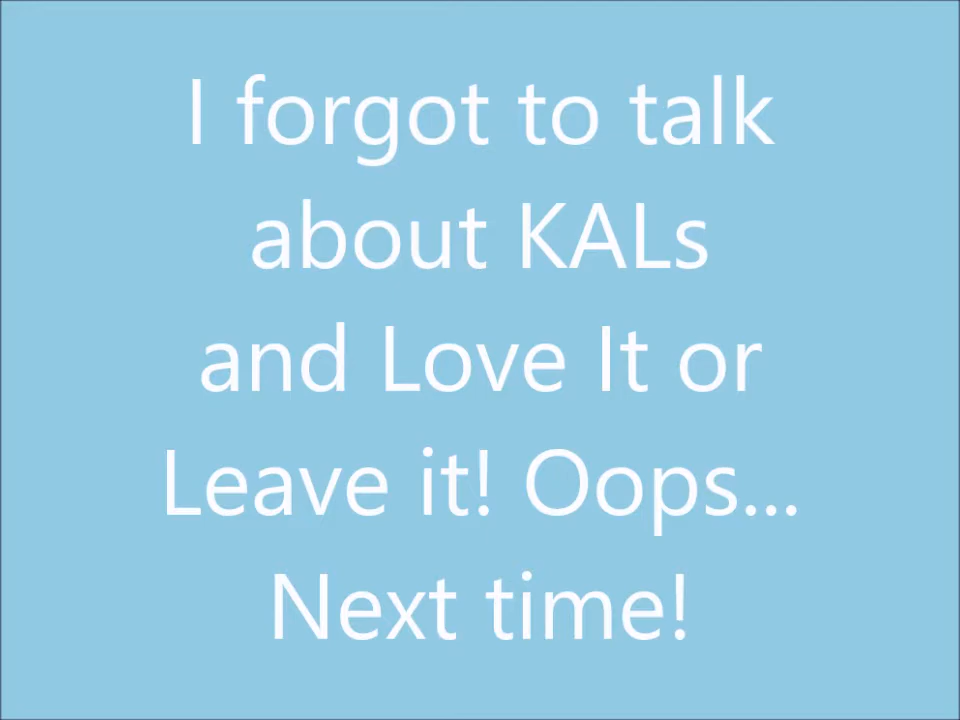 I forgot to talk
about KALs
and Love It or
Leave it! Oops...
Next time!